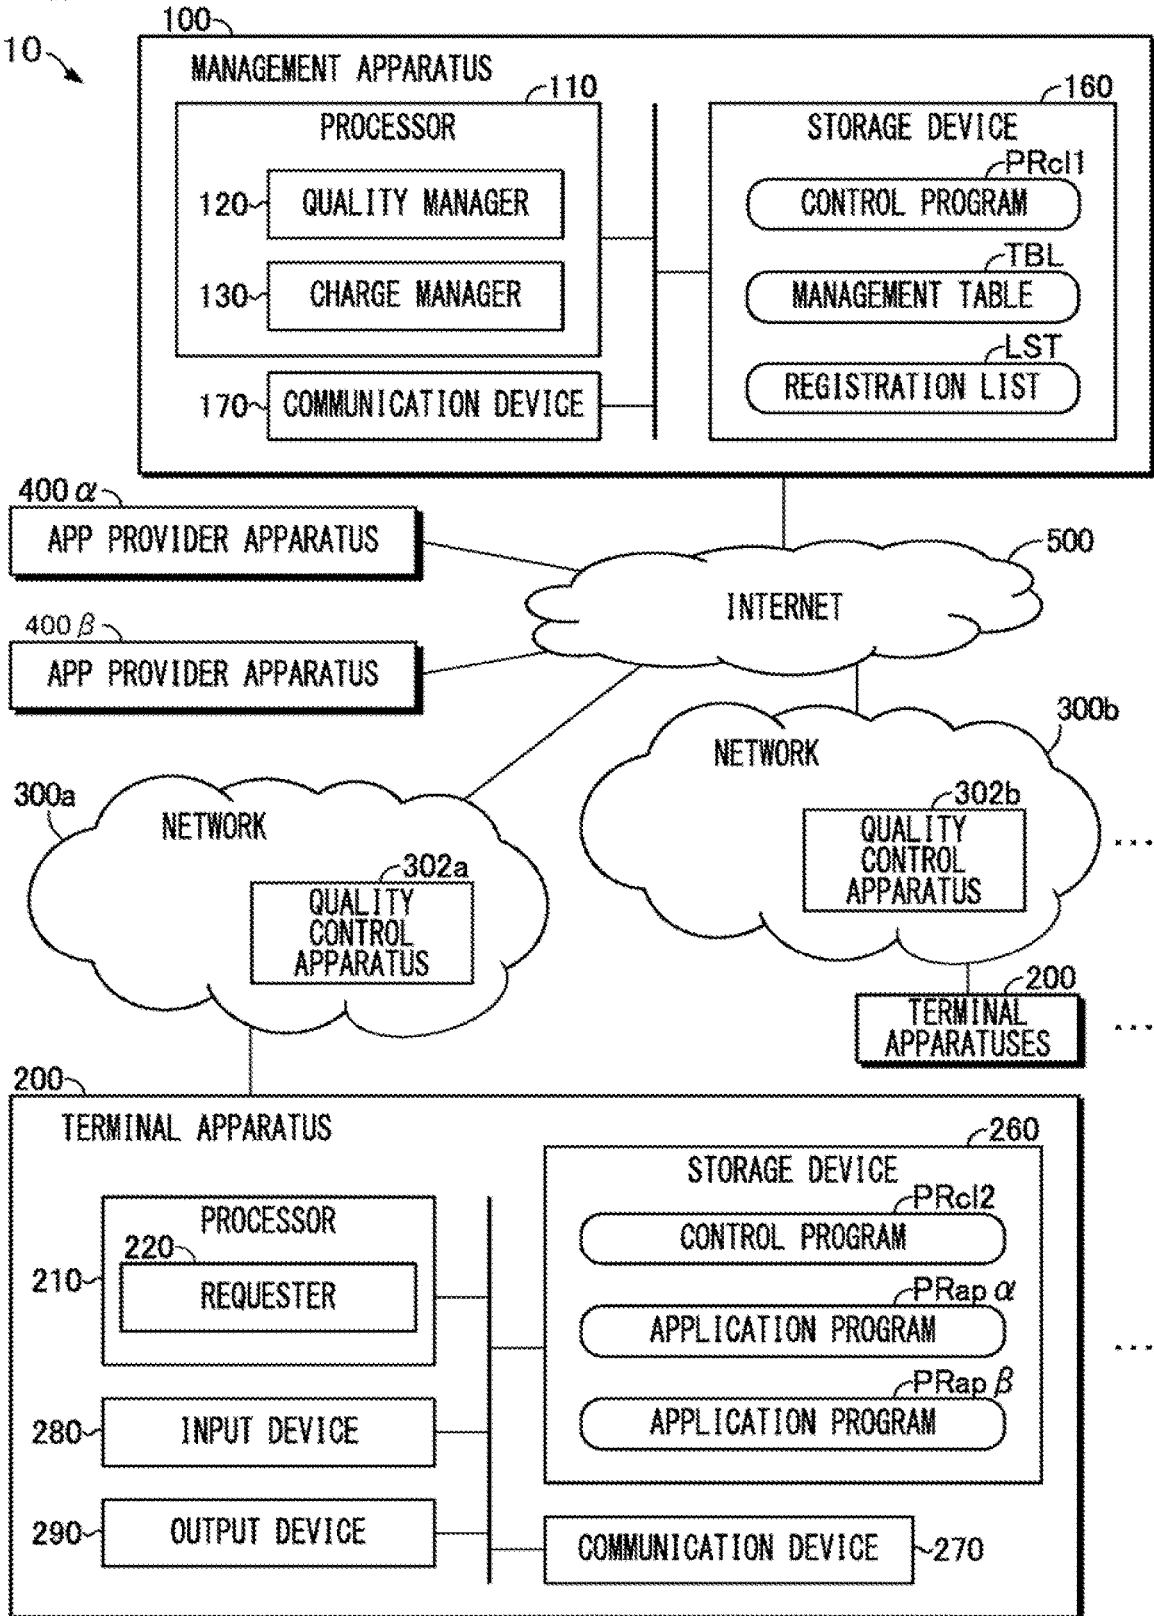 10
100
MANAGEMENT APPARATUS
110
PROCESSOR
120
QUALITY MANAGER
130
CHARGE MANAGER
170
COMMUNICATION DEVICE
160
STORAGE DEVICE
PRcl1
CONTROL PROGRAM
TBL
MANAGEMENT TABLE
LST
REGISTRATION LIST
400α
APP PROVIDER APPARATUS
400β
APP PROVIDER APPARATUS
500
INTERNET
300a
NETWORK
302a
QUALITY
CONTROL
APPARATUS
300b
NETWORK
302b
QUALITY
CONTROL
APPARATUS
...
200
TERMINAL
APPARATUSES
...
200
TERMINAL APPARATUS
PROCESSOR
220
210
REQUESTER
280
INPUT DEVICE
290
OUTPUT DEVICE
260
STORAGE DEVICE
PRcl2
CONTROL PROGRAM
PRap α
APPLICATION PROGRAM
PRap β
APPLICATION PROGRAM
COMMUNICATION DEVICE
270
...